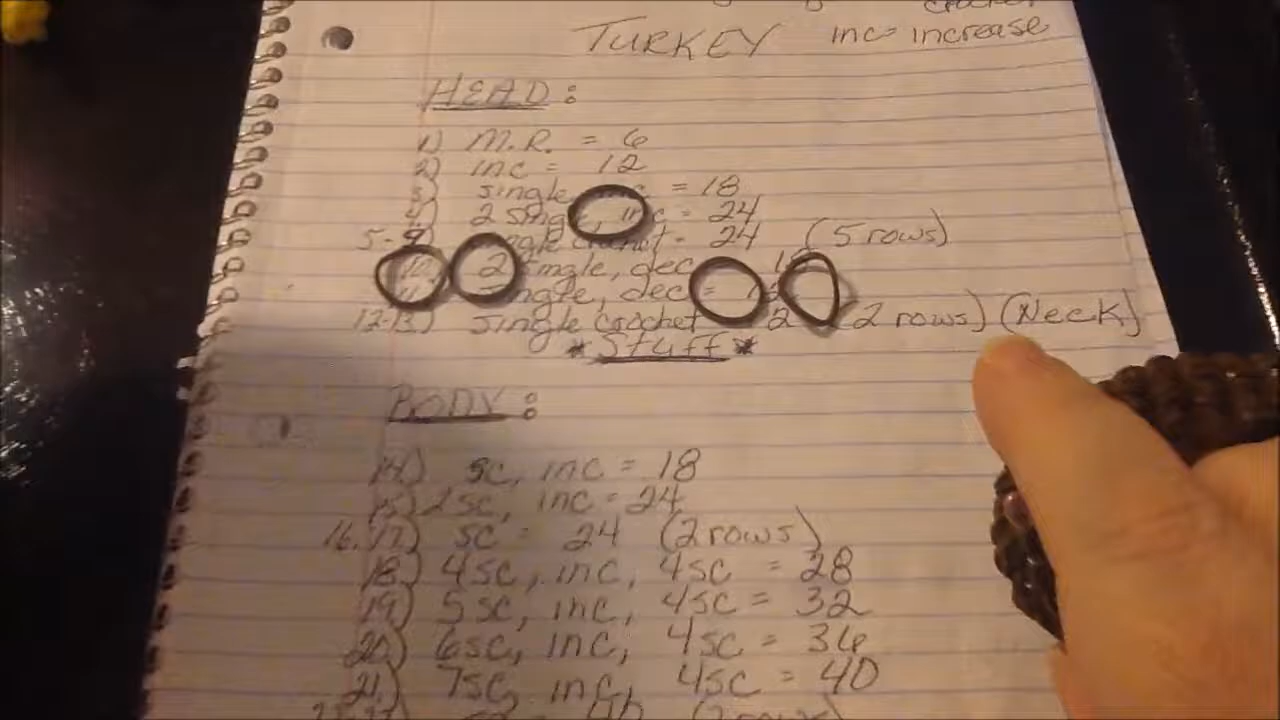 TURKEY inc= increase
HEAD:
1) M.R. = 6
2) inc = 12
3) single, inc = 18
4) 2 single, inc = 24
5-9) single crochet = 24 (5 rows)
10) 2 single, dec
11) single, dec =
12-13) single crochet (2 rows) (Neck)
*Stuff*
BODY:
14) sc, inc = 18
15) 2sc, inc = 24
16.17) sc = 24 (2 rows)
18) 4sc, inc, 4sc = 28
19) 5sc, inc, 4sc = 32
20) 6sc, inc, 4sc = 36
21) 7sc, inc, 4sc = 40